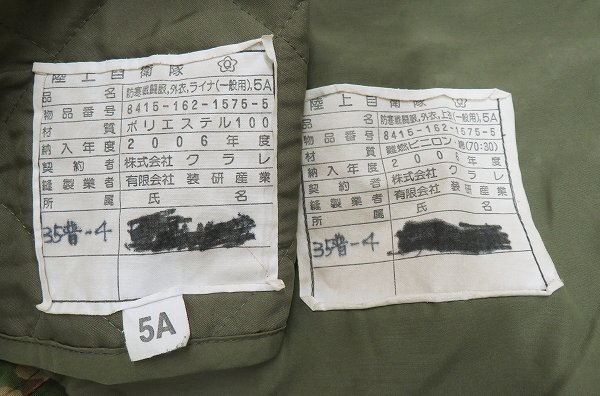 陸上自衛隊
品名 防寒戦闘服,外衣,ライナ(一般用),5A
物品番号 8415-162-1575-5
材質 ポリエステル100
納入年度 2006年度
契約者 株式会社クラレ
縫製業者 有限会社 装研産業
所属 氏名
35普-4
5A
陸上自衛隊
品名 防寒戦闘服,外衣,上衣(一般用),5A
物品番号 8415-162-1575-5
材質 難燃ビニロン・綿(70:30)
納入年度 2006年度
契約者 株式会社クラレ
縫製業者 有限会社 装研産業
所属 氏名
35普-4